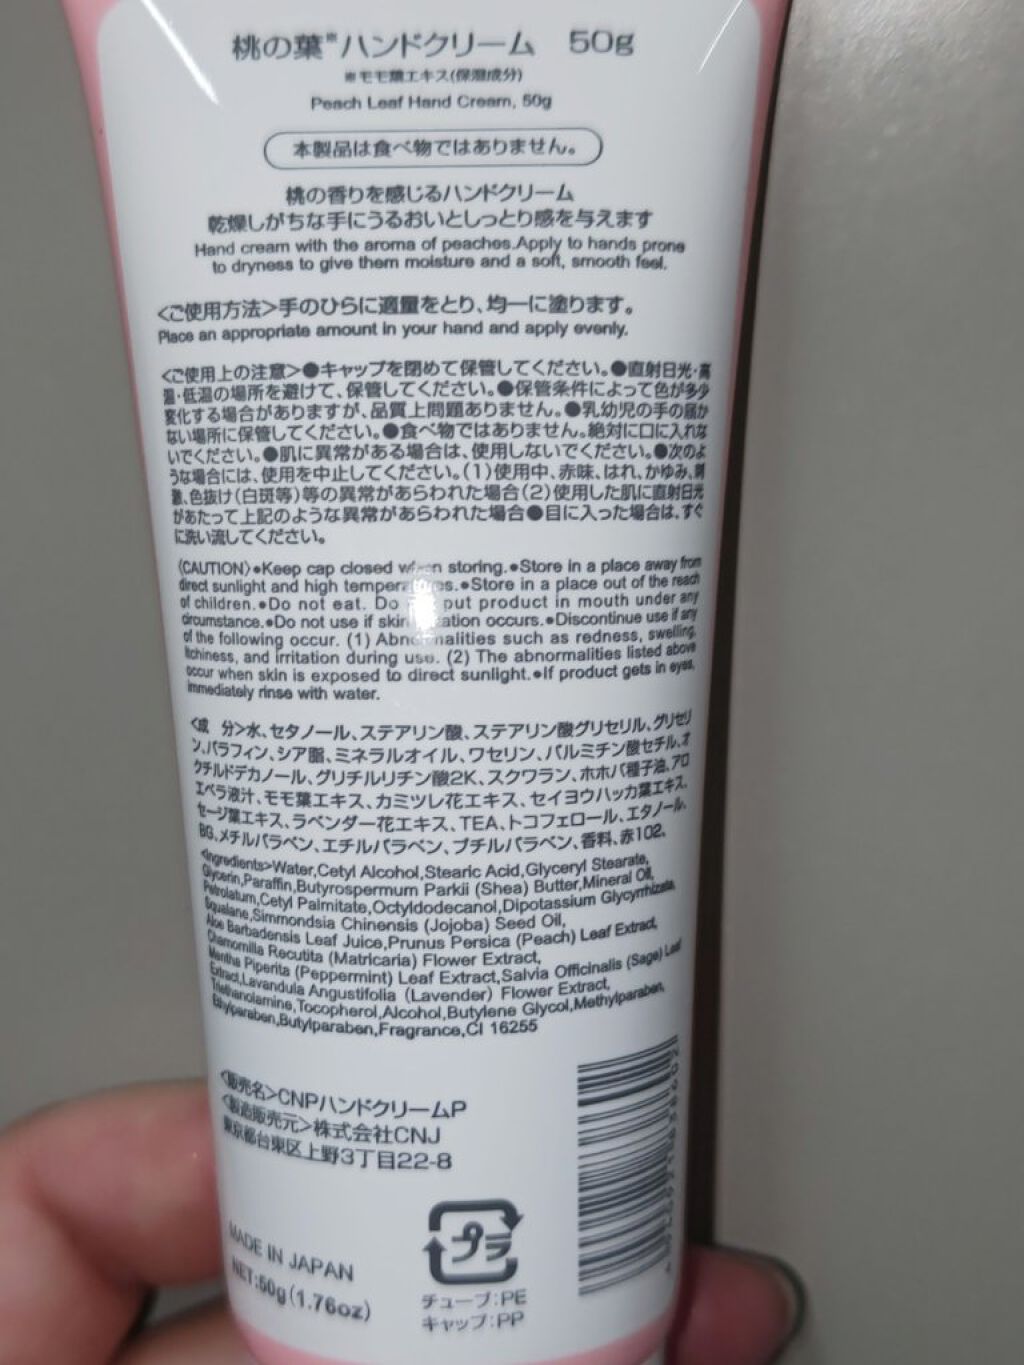 桃の葉※ハンドクリーム 50g
※モモ葉エキス(保湿成分)
Peach Leaf Hand Cream, 50g
本製品は食べ物ではありません。
桃の香りを感じるハンドクリーム
乾燥しがちな手にうるおいとしっとり感を与えます
Hand cream with the aroma of peaches.Apply to hands prone
to dryness to give them moisture and a soft, smooth feel.
<ご使用方法>手のひらに適量をとり、均一に塗ります。
Place an appropriate amount in your hand and apply evenly.
<ご使用上の注意>●キャップを閉めて保管してください。●直射日光・高
温・低温の場所を避けて、保管してください。●保管条件によって色が多少
変化する場合がありますが、品質上問題ありません。●乳幼児の手の届か
ない場所に保管してください。●食べ物ではありません。絶対に口に入れな
いでください。●肌に異常がある場合は、使用しないでください。●次のよ
うな場合には、使用を中止してください。(1)使用中、赤味、はれ、かゆみ、刺
激、色抜け(白斑等)等の異常があらわれた場合(2)使用した肌に直射日光
があたって上記のような異常があらわれた場合●目に入った場合は、すぐ
に洗い流してください。
〈CAUTION〉●Keep cap closed when storing.●Store in a place away from
direct sunlight and high temperatures.●Store in a place out of the reach
of children.●Do not eat. Do put product in mouth under any
circumstance.●Do not use if skin occurs.●Discontinue use if any
of the following occur. (1) Abnormalities such as redness, swelling,
itchiness, and irritation during use. (2) The abnormalities listed above
occur when skin is exposed to direct sunlight.●If product gets in eyes,
immediately rinse with water.
<成 分>水、セタノール、ステアリン酸、ステアリン酸グリセリル、グリセリ
ン、パラフィン、シア脂、ミネラルオイル、ワセリン、パルミチン酸セチル、オ
クチルドデカノール、グリチルリチン酸2K、スクワラン、ホホバ種子油、アロ
エベラ液汁、モモ葉エキス、カミツレ花エキス、セイヨウハッカ葉エキス、
セージ葉エキス、ラベンダー花エキス、TEA、トコフェロール、エタノール、
BG、メチルパラベン、エチルパラベン、ブチルパラベン、香料、赤102、
<Ingredients>Water,Cetyl Alcohol,Stearic Acid,Glyceryl Stearate,
Glycerin,Paraffin,Butyrospermum Parkii (Shea) Butter,Mineral Oil,
Petrolatum,Cetyl Palmitate,Octyldodecanol,Dipotassium Glycyrrhizate,
Squalane,Simmondsia Chinensis (Jojoba) Seed Oil,
Aloe Barbadensis Leaf Juice,Prunus Persica (Peach) Leaf Extract,
Chamomilla Recutita (Matricaria) Flower Extract,
Mentha Piperita (Peppermint) Leaf Extract,Salvia Officinalis (Sage) Leaf
Extract,Lavandula Angustifolia (Lavender) Flower Extract,
Triethanolamine,Tocopherol,Alcohol,Butylene Glycol,Methylparaben,
Ethylparaben,Butylparaben,Fragrance,CI 16255
<販売名>CNPハンドクリームP
<製造販売元>株式会社CNJ
東京都台東区上野3丁目22-8
MADE IN JAPAN
NET:50g(1.76oz)
プラ
チューブ:PE
キャップ:PP